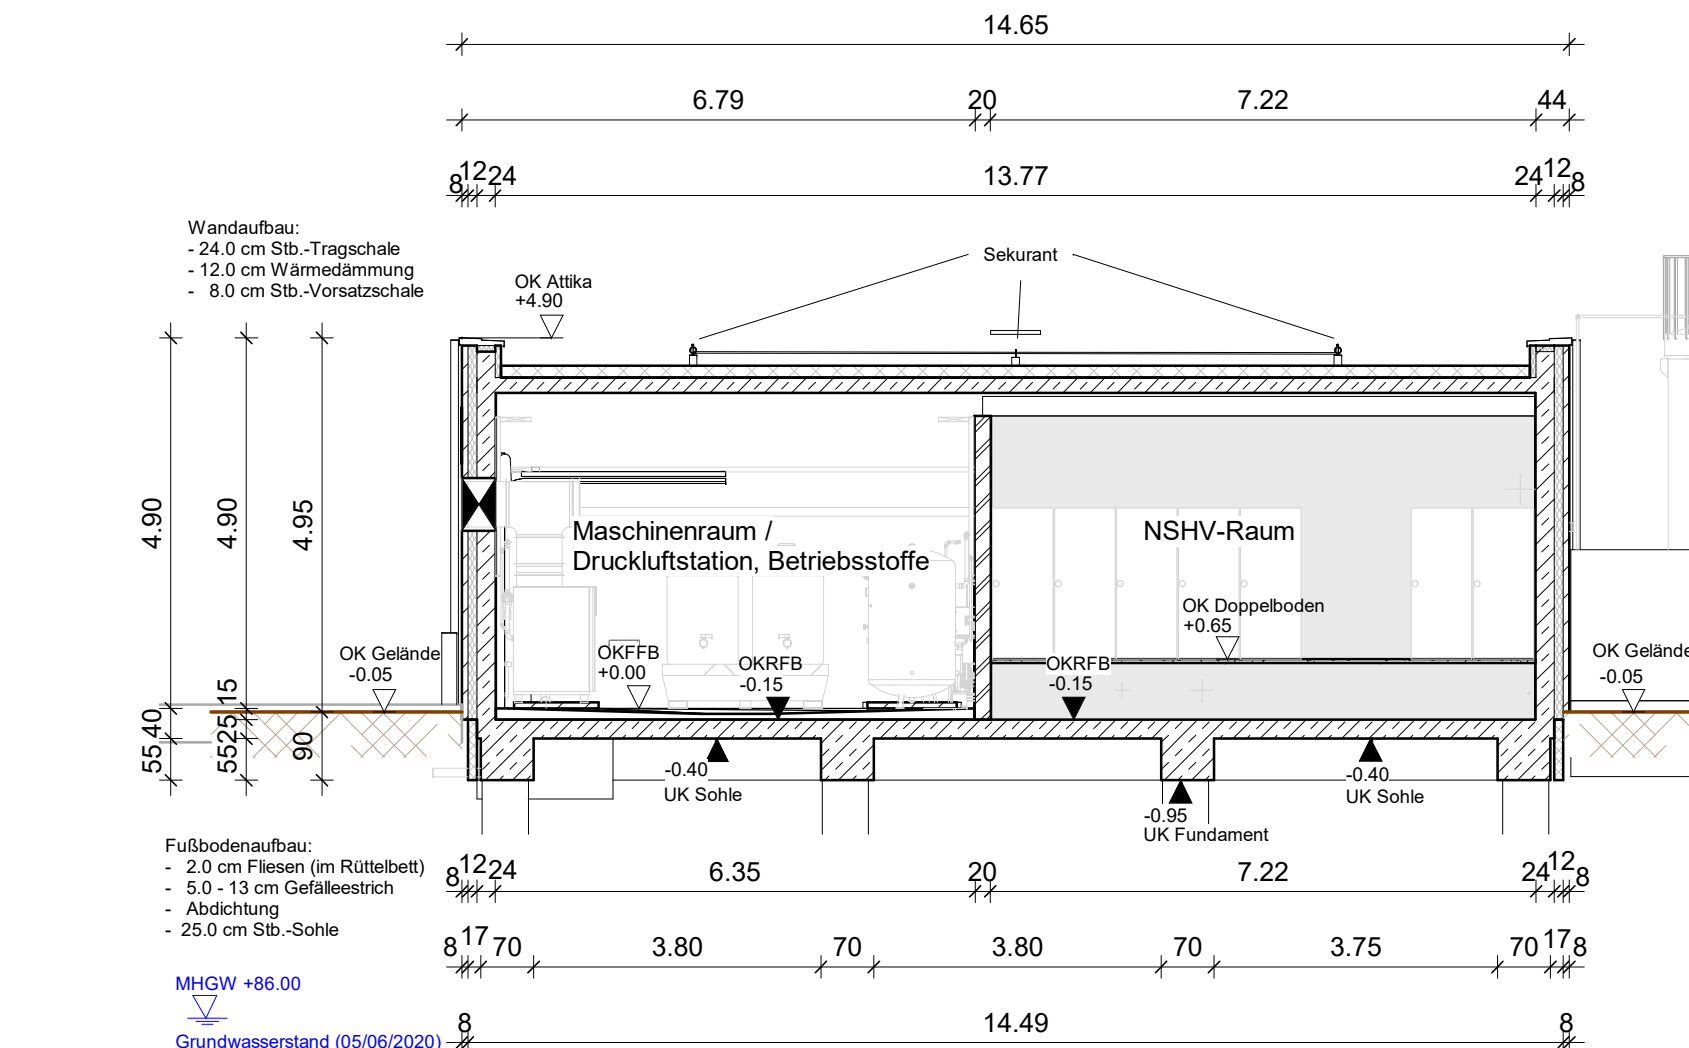 14.65
6.79 20 7.22 44
8 12 24 13.77 24 12 8
Wandaufbau:
- 24.0 cm Stb.-Tragschale
- 12.0 cm Wärmedämmung
- 8.0 cm Stb.-Vorsatzschale
OK Attika
+4.90
Sekurant
4.90 4.90 4.95
Maschinenraum /
Druckluftstation, Betriebsstoffe
NSHV-Raum
OK Doppelboden
+0.65
OK Gelände
-0.05
OKFFB
+0.00
OKRFB
-0.15
OKRFB
-0.15
OK Gelände
-0.05
55 40 55 25 15 90
-0.40
UK Sohle
-0.40
UK Sohle
-0.95
UK Fundament
Fußbodenaufbau:
- 2.0 cm Fliesen (im Rüttelbett)
- 5.0 - 13 cm Gefälleestrich
- Abdichtung
- 25.0 cm Stb.-Sohle
8 12 24 6.35 20 7.22 24 12 8
8 17 70 3.80 70 3.80 70 3.75 70 17 8
MHGW +86.00
Grundwasserstand (05/06/2020)
8 14.49 8